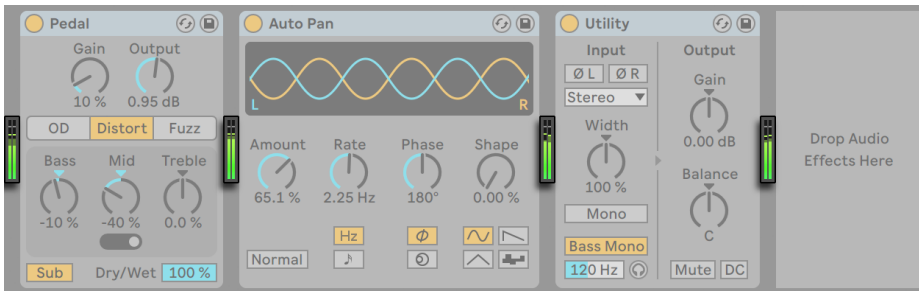 Pedal
Gain Output
10 % 0.95 dB
OD Distort Fuzz
Bass Mid Treble
-10 % -40 % 0.0 %
Sub Dry/Wet 100 %
Auto Pan
L R
Amount Rate Phase Shape
65.1 % 2.25 Hz 180° 0.00 %
Hz Φ
Normal ♪
Utility
Input Output
Ø L Ø R
Stereo
Gain
0.00 dB
Width
100 %
Balance
C
Mono
Bass Mono
120 Hz
Mute DC
Drop Audio
Effects Here